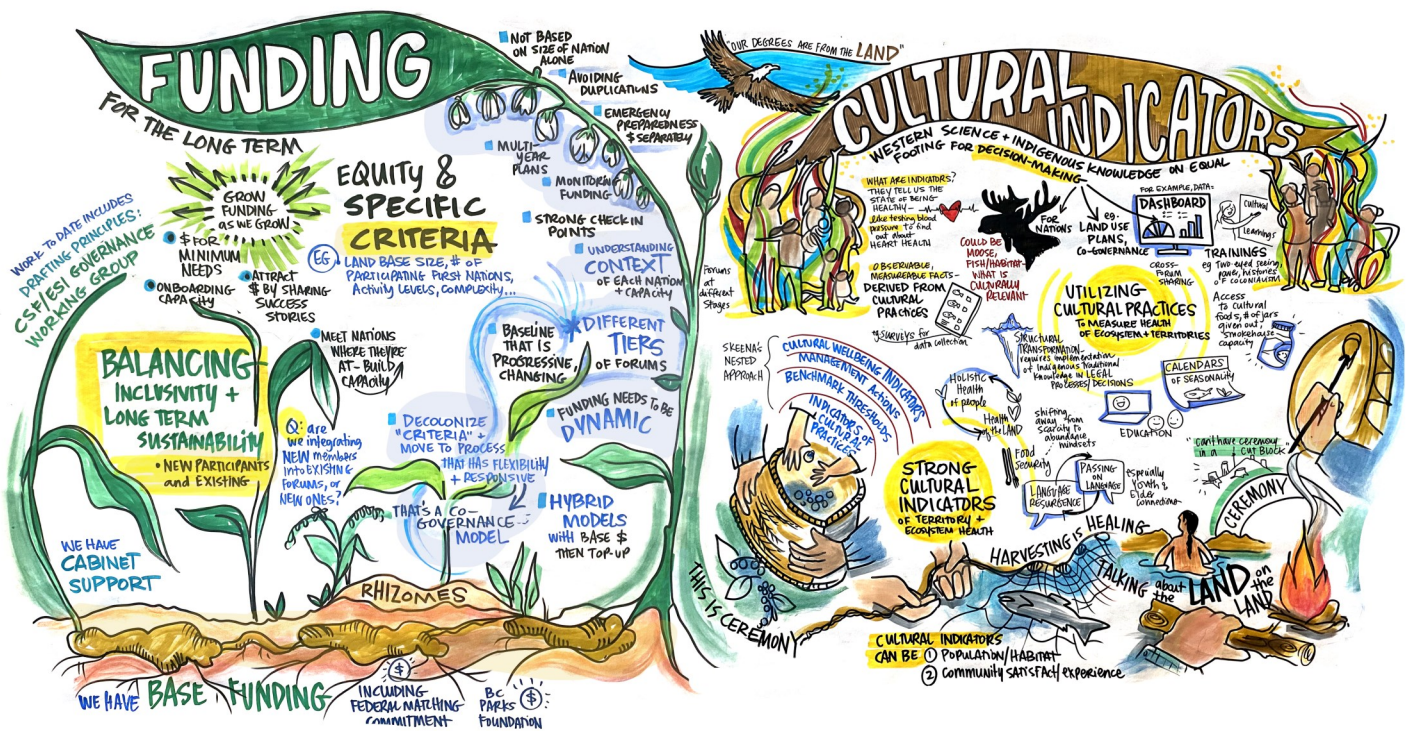 FUNDING
FOR THE LONG TERM
WORK TO DATE INCLUDES
DRAFTING PRINCIPLES:
CSF/ESI GOVERNANCE
WORKING GROUP
GROW
FUNDING
AS WE GROW
$ FOR
MINIMUM
NEEDS
ONBOARDING
CAPACITY
ATTRACT
$ BY SHARING
SUCCESS
STORIES
EQUITY &
SPECIFIC
CRITERIA
EG
LAND BASE SIZE, # OF
PARTICIPATING FIRST NATIONS,
ACTIVITY LEVELS, COMPLEXITY...
NOT BASED
ON SIZE OF NATION
ALONE
AVOIDING
DUPLICATIONS
EMERGENCY
PREPAREDNESS
$ SEPARATELY
MULTI-
YEAR
PLANS
MONITORING
FUNDING
STRONG CHECK IN
POINTS
UNDERSTANDING
CONTEXT
OF EACH NATION
+ CAPACITY
BASELINE
THAT IS
PROGRESSIVE,
CHANGING
DIFFERENT
TIERS
OF FORUMS
FUNDING NEEDS TO BE
DYNAMIC
MEET NATIONS
WHERE THEY'RE
AT - BUILD
CAPACITY
BALANCING
INCLUSIVITY +
LONG TERM
SUSTAINABILITY
• NEW PARTICIPANTS
and EXISTING
Q: are
we integrating
NEW members
into EXISTING
FORUMS, or
NEW ONES?
DECOLONIZE
"CRITERIA" +
MOVE TO PROCESS
THAT HAS FLEXIBILITY
+ RESPONSIVE
THAT'S A CO-
GOVERNANCE
MODEL
HYBRID
MODELS
with BASE $
THEN TOP-UP
WE HAVE
CABINET
SUPPORT
RHIZOMES
WE HAVE BASE FUNDING
$
INCLUDING
FEDERAL MATCHING
COMMITMENT
BC
PARKS $
FOUNDATION
"OUR DEGREES ARE FROM THE LAND"
CULTURAL
INDICATORS
WESTERN SCIENCE + INDIGENOUS KNOWLEDGE ON EQUAL
FOOTING FOR DECISION-MAKING
WHAT ARE INDICATORS?
THEY TELL US THE
STATE OF BEING
HEALTHY -
like testing blood
pressure to find
out about
HEART HEALTH
OBSERVABLE,
MEASUREABLE FACTS -
DERIVED FROM
CULTURAL
PRACTICES
eg. SURVEYS for
data collection
COULD BE
MOOSE,
FISH/HABITAT
WHAT IS
CULTURALLY
RELEVANT
FOR
NATIONS
eg.
LAND USE
PLANS,
CO-GOVERNANCE
FOR EXAMPLE, DATA:
DASHBOARD
CROSS-
FORUM
SHARING
Cultural
Learnings
TRAININGS
eg Two-eyed seeing,
power, histories
of COLONIALISM
Forums
at
different
Stages
UTILIZING
CULTURAL PRACTICES
TO MEASURE HEALTH
OF ECOSYSTEM + TERRITORIES
Access
to Cultural
foods, # of jars
given out,
"smokehouse
capacity
STRUCTURAL
TRANSFORMATION-
requires implementation
of Indigenous Traditional
Knowledge in LEGAL
PROCESSES/DECISIONS
CALENDARS
OF SEASONALITY
EDUCATION
SKEENA'S
NESTED
APPROACH
CULTURAL WELLBEING INDICATORS
MANAGEMENT ACTIONS
BENCHMARK THRESHOLDS
INDICATORS OF
CULTURAL
PRACTICES
Holistic
Health
of people
Health
of the LAND
Food
Security
shifting
away from
scarcity to
abundance
mindsets
STRONG
CULTURAL
INDICATORS
OF TERRITORY +
ECOSYSTEM HEALTH
LANGUAGE
RESURGENCE
PASSING
ON
LANGUAGE
especially
Youth &
Elder
Connections
"can't have ceremony
in a CUT BLOCK"
CEREMONY
HARVESTING IS HEALING
TALKING about the LAND on the LAND
THIS IS CEREMONY
CULTURAL INDICATORS
CAN BE ① POPULATION/HABITAT
② Community SATISFACT/experience